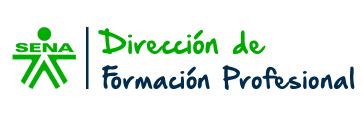 SENA
Dirección de
Formación Profesional